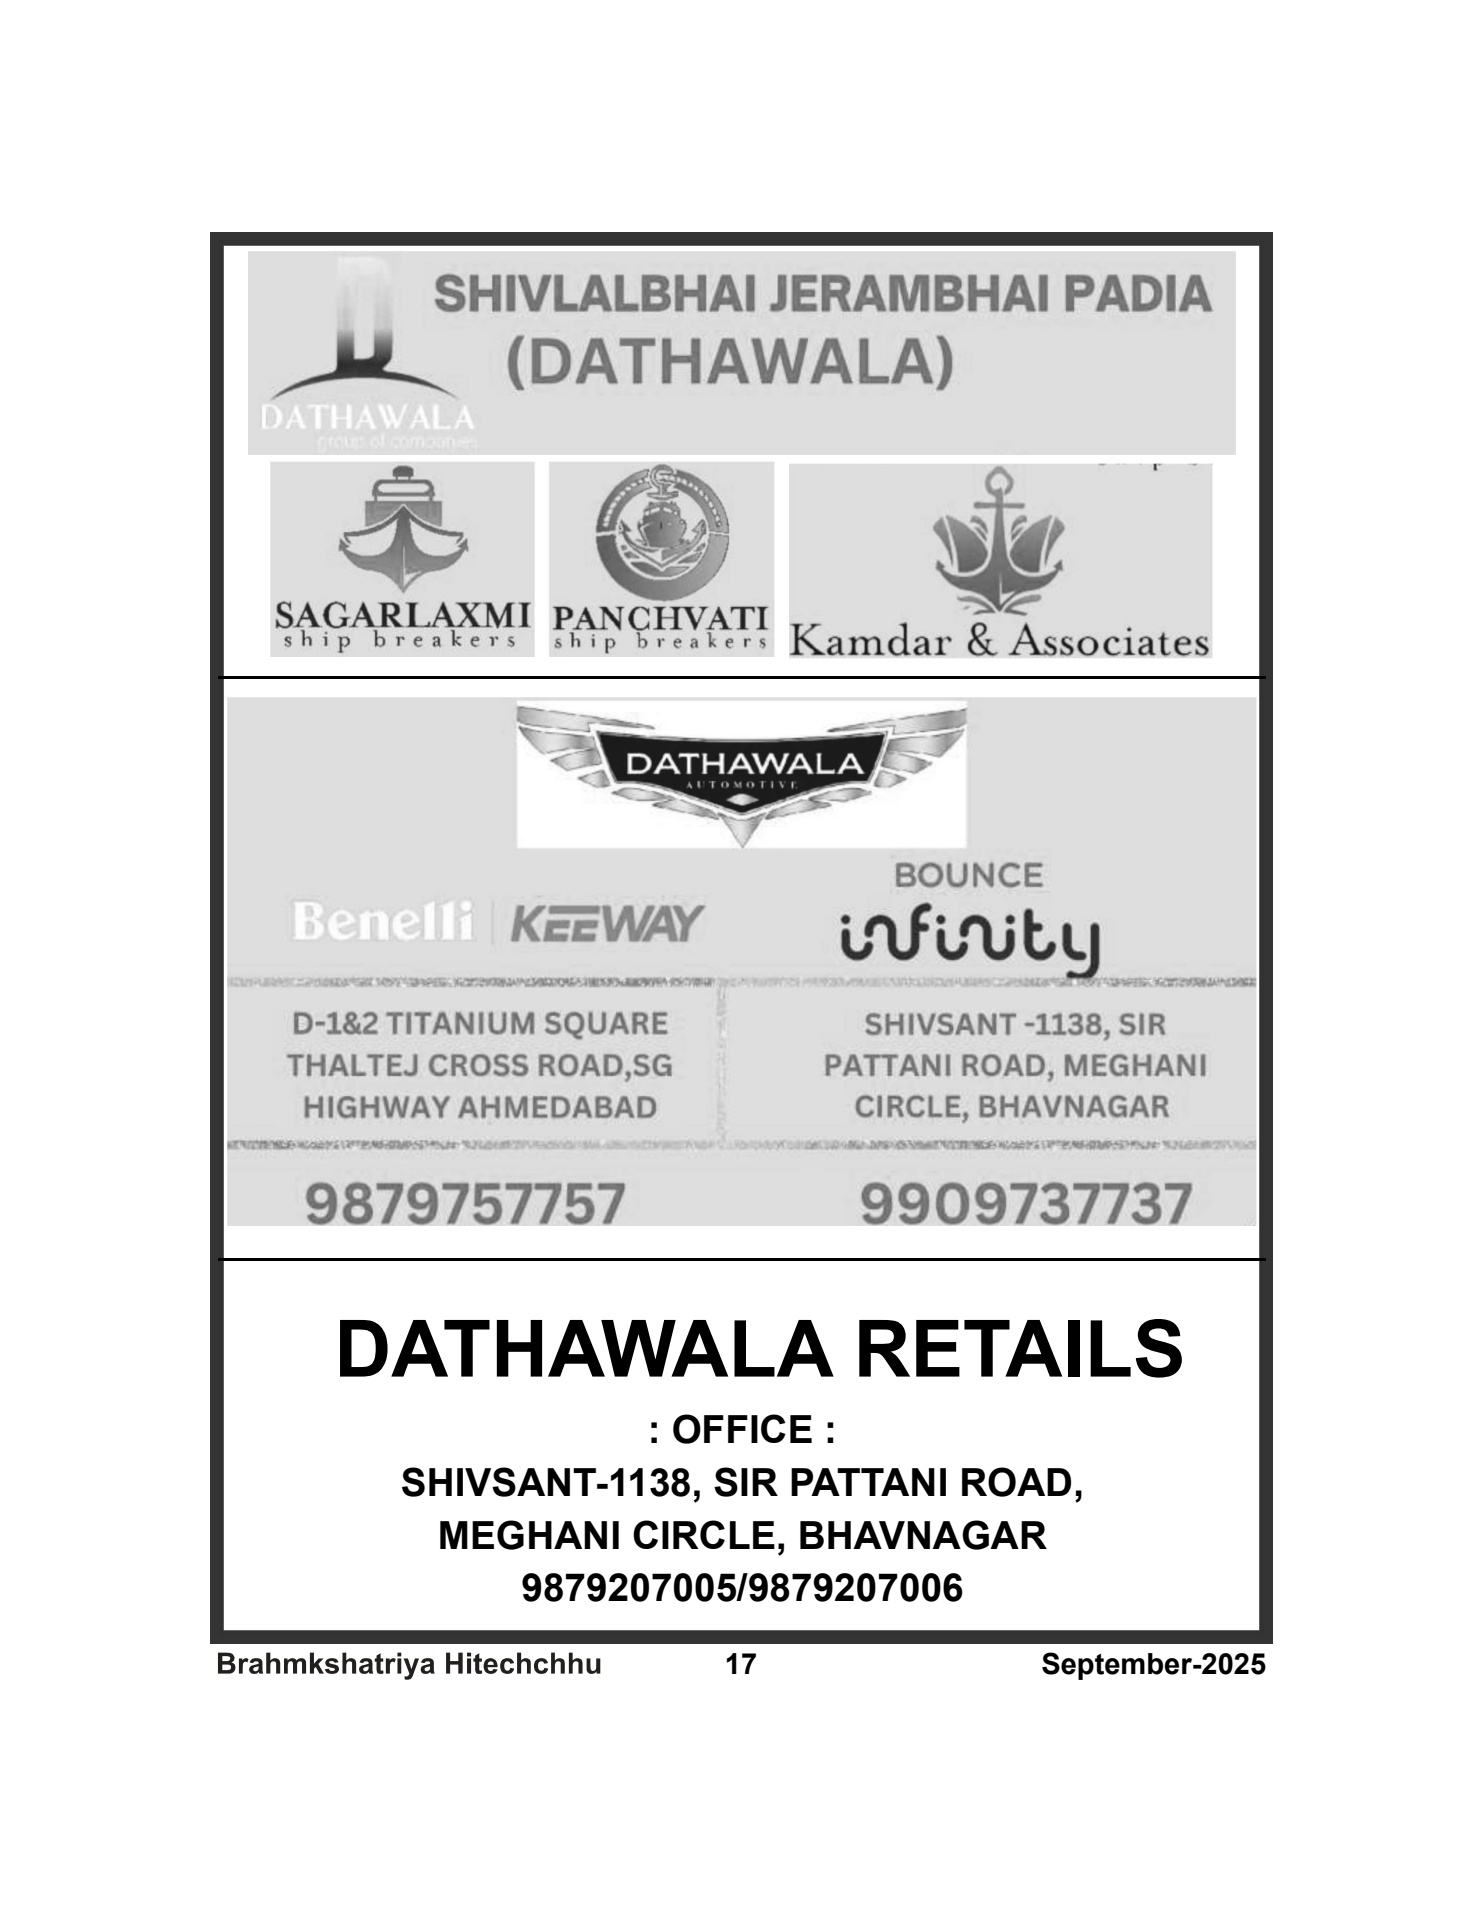 SHIVLALBHAI JERAMBHAI PADIA
(DATHAWALA)
DATHAWALA
group of companies
SAGARLAXMI
ship breakers
PANCHVATI
ship breakers
Kamdar & Associates
DATHAWALA
AUTOMOTIVE
Benelli | KEEWAY
BOUNCE
infinity
D-1&2 TITANIUM SQUARE
THALTEJ CROSS ROAD,SG
HIGHWAY AHMEDABAD
SHIVSANT -1138, SIR
PATTANI ROAD, MEGHANI
CIRCLE, BHAVNAGAR
9879757757
9909737737
DATHAWALA RETAILS
: OFFICE :
SHIVSANT-1138, SIR PATTANI ROAD,
MEGHANI CIRCLE, BHAVNAGAR
9879207005/9879207006
Brahmkshatriya Hitechchhu 17 September-2025